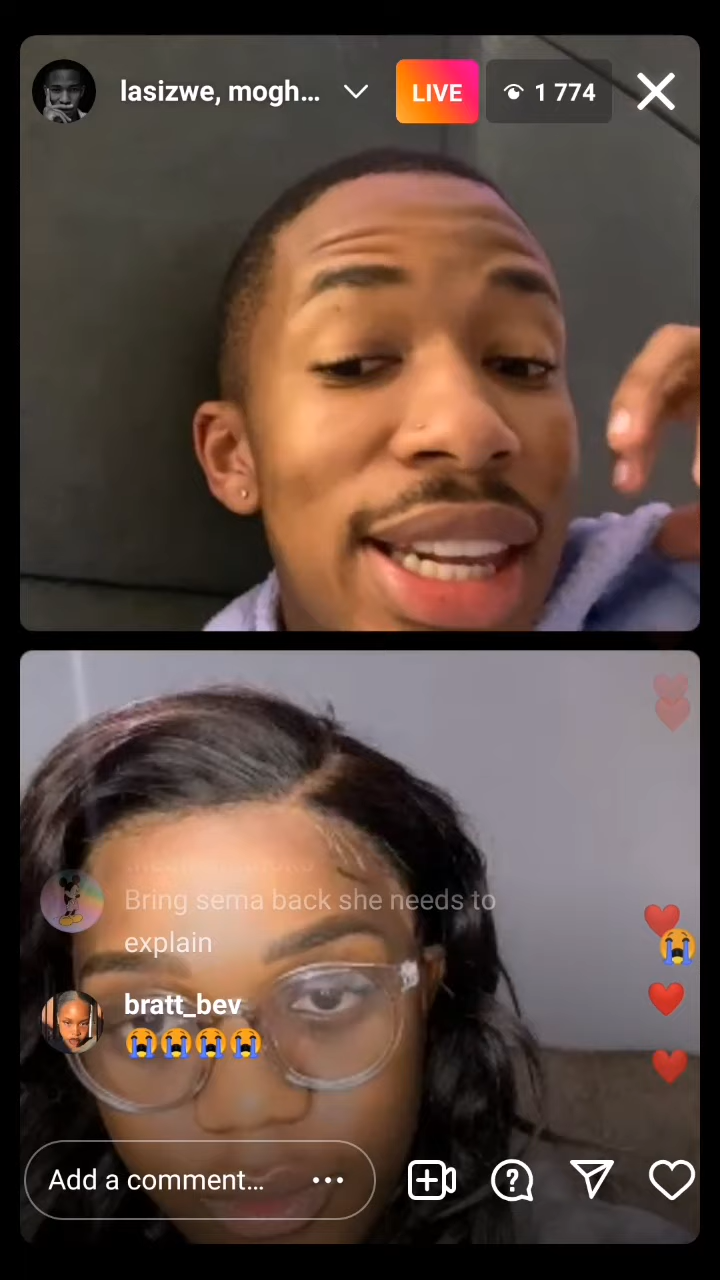 lasizwe, mogh...
LIVE
1 774
Bring sema back she needs to
explain
bratt_bev
😭😭😭😭
Add a comment...